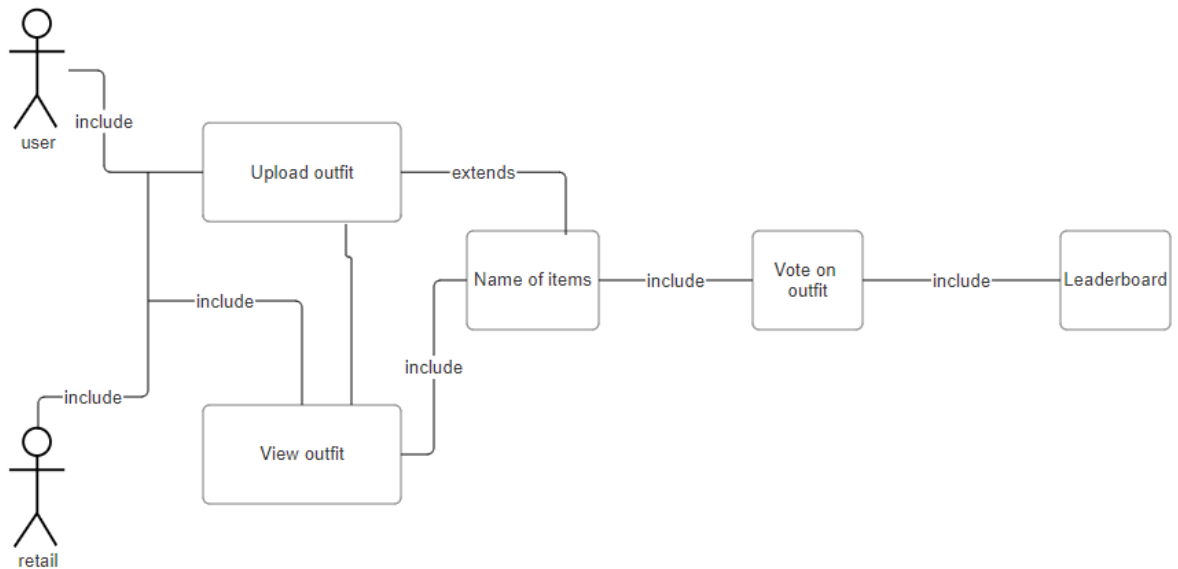 include
user
Upload outfit
extends
Name of items
include
Vote on
outfit
include
Leaderboard
include
include
include
View outfit
retail